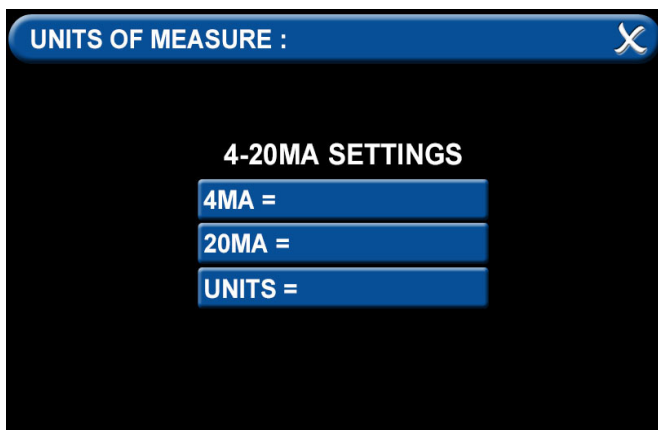 UNITS OF MEASURE :
4-20MA SETTINGS
4MA =
20MA =
UNITS =